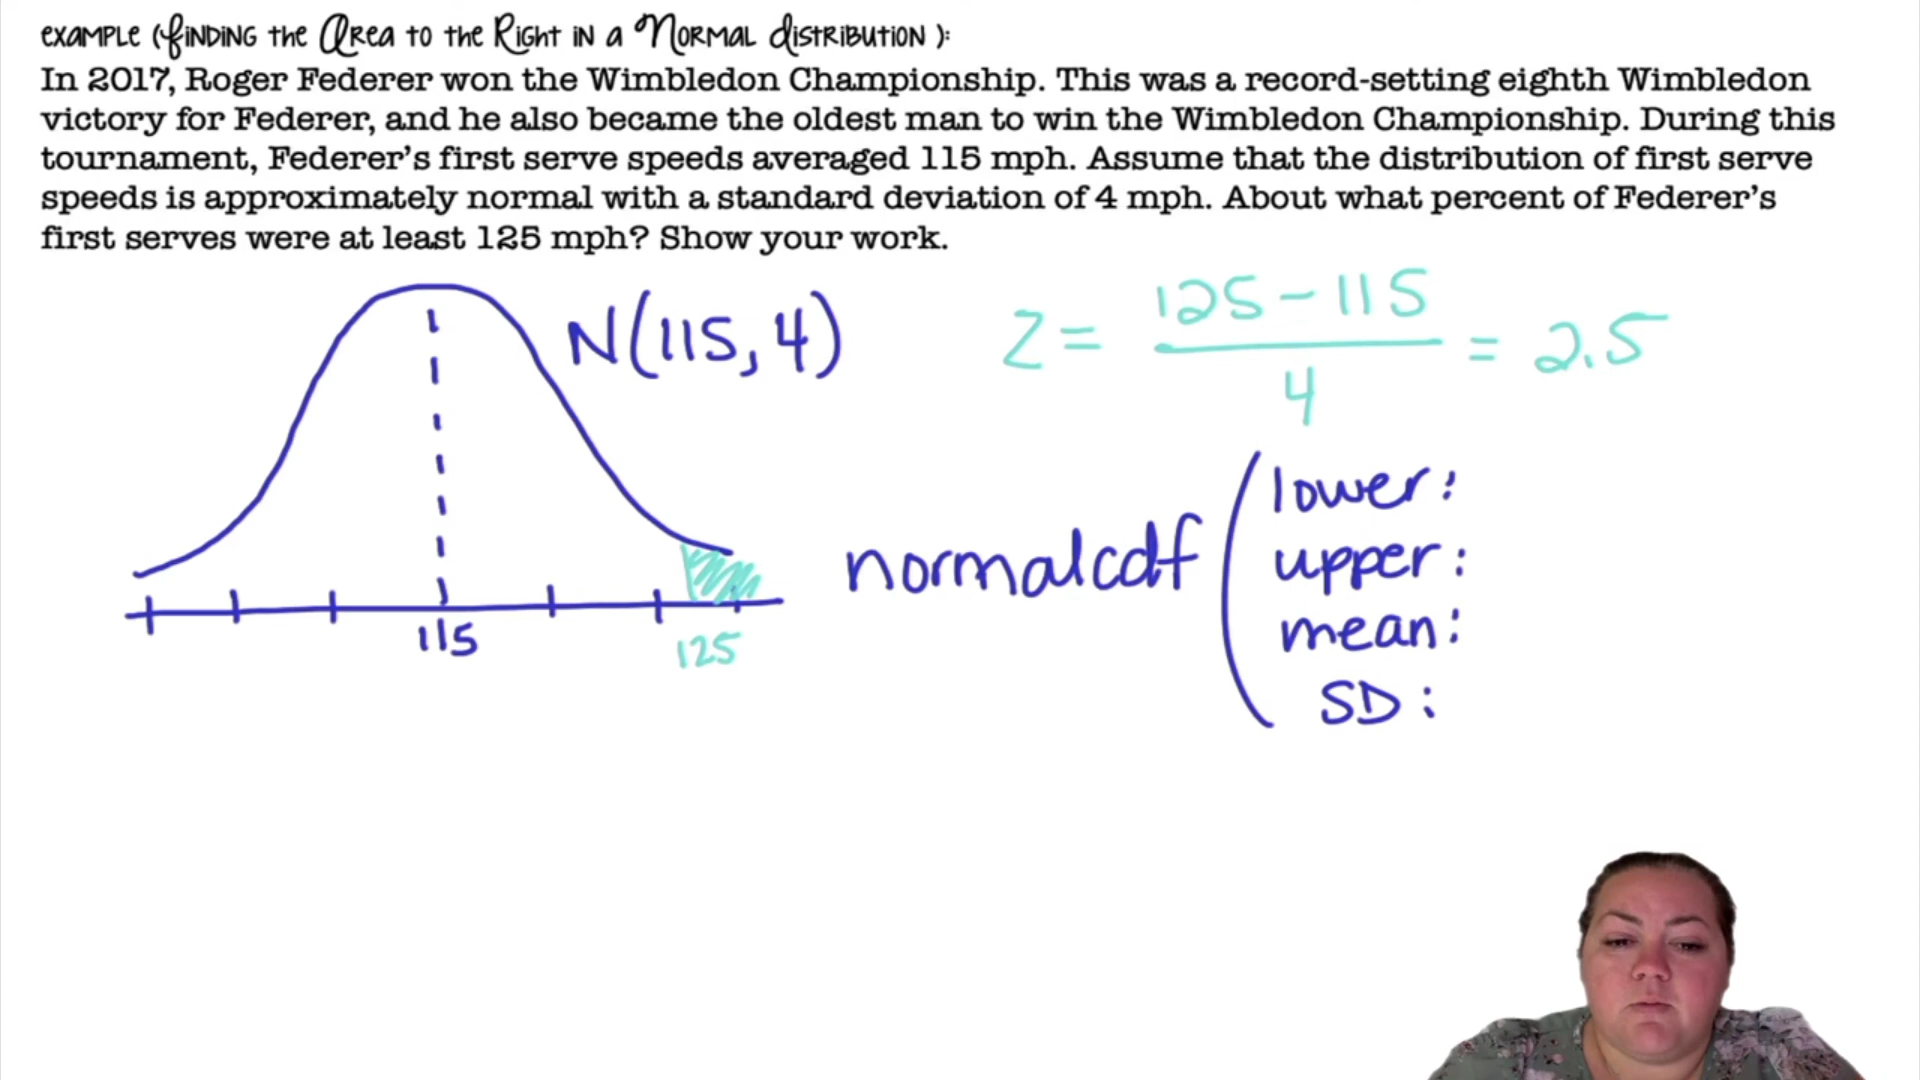 example (Finding the Area to the Right in a Normal Distribution):
In 2017, Roger Federer won the Wimbledon Championship. This was a record-setting eighth Wimbledon
victory for Federer, and he also became the oldest man to win the Wimbledon Championship. During this
tournament, Federer's first serve speeds averaged 115 mph. Assume that the distribution of first serve
speeds is approximately normal with a standard deviation of 4 mph. About what percent of Federer's
first serves were at least 125 mph? Show your work.
N(115, 4)
115
125
Z = 125 - 115
4
= 2.5
normalcdf (
lower:
upper:
mean:
SD: